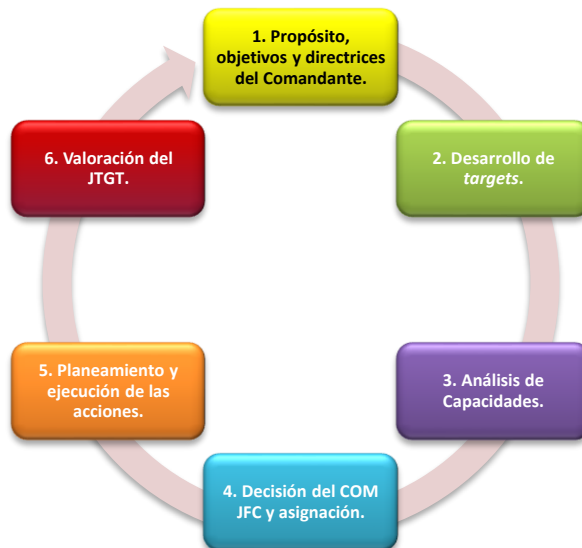 1. Propósito,
objetivos y directrices
del Comandante.
2. Desarrollo de
targets.
3. Análisis de
Capacidades.
4. Decisión del COM
JFC y asignación.
5. Planeamiento y
ejecución de las
acciones.
6. Valoración del
JTGT.